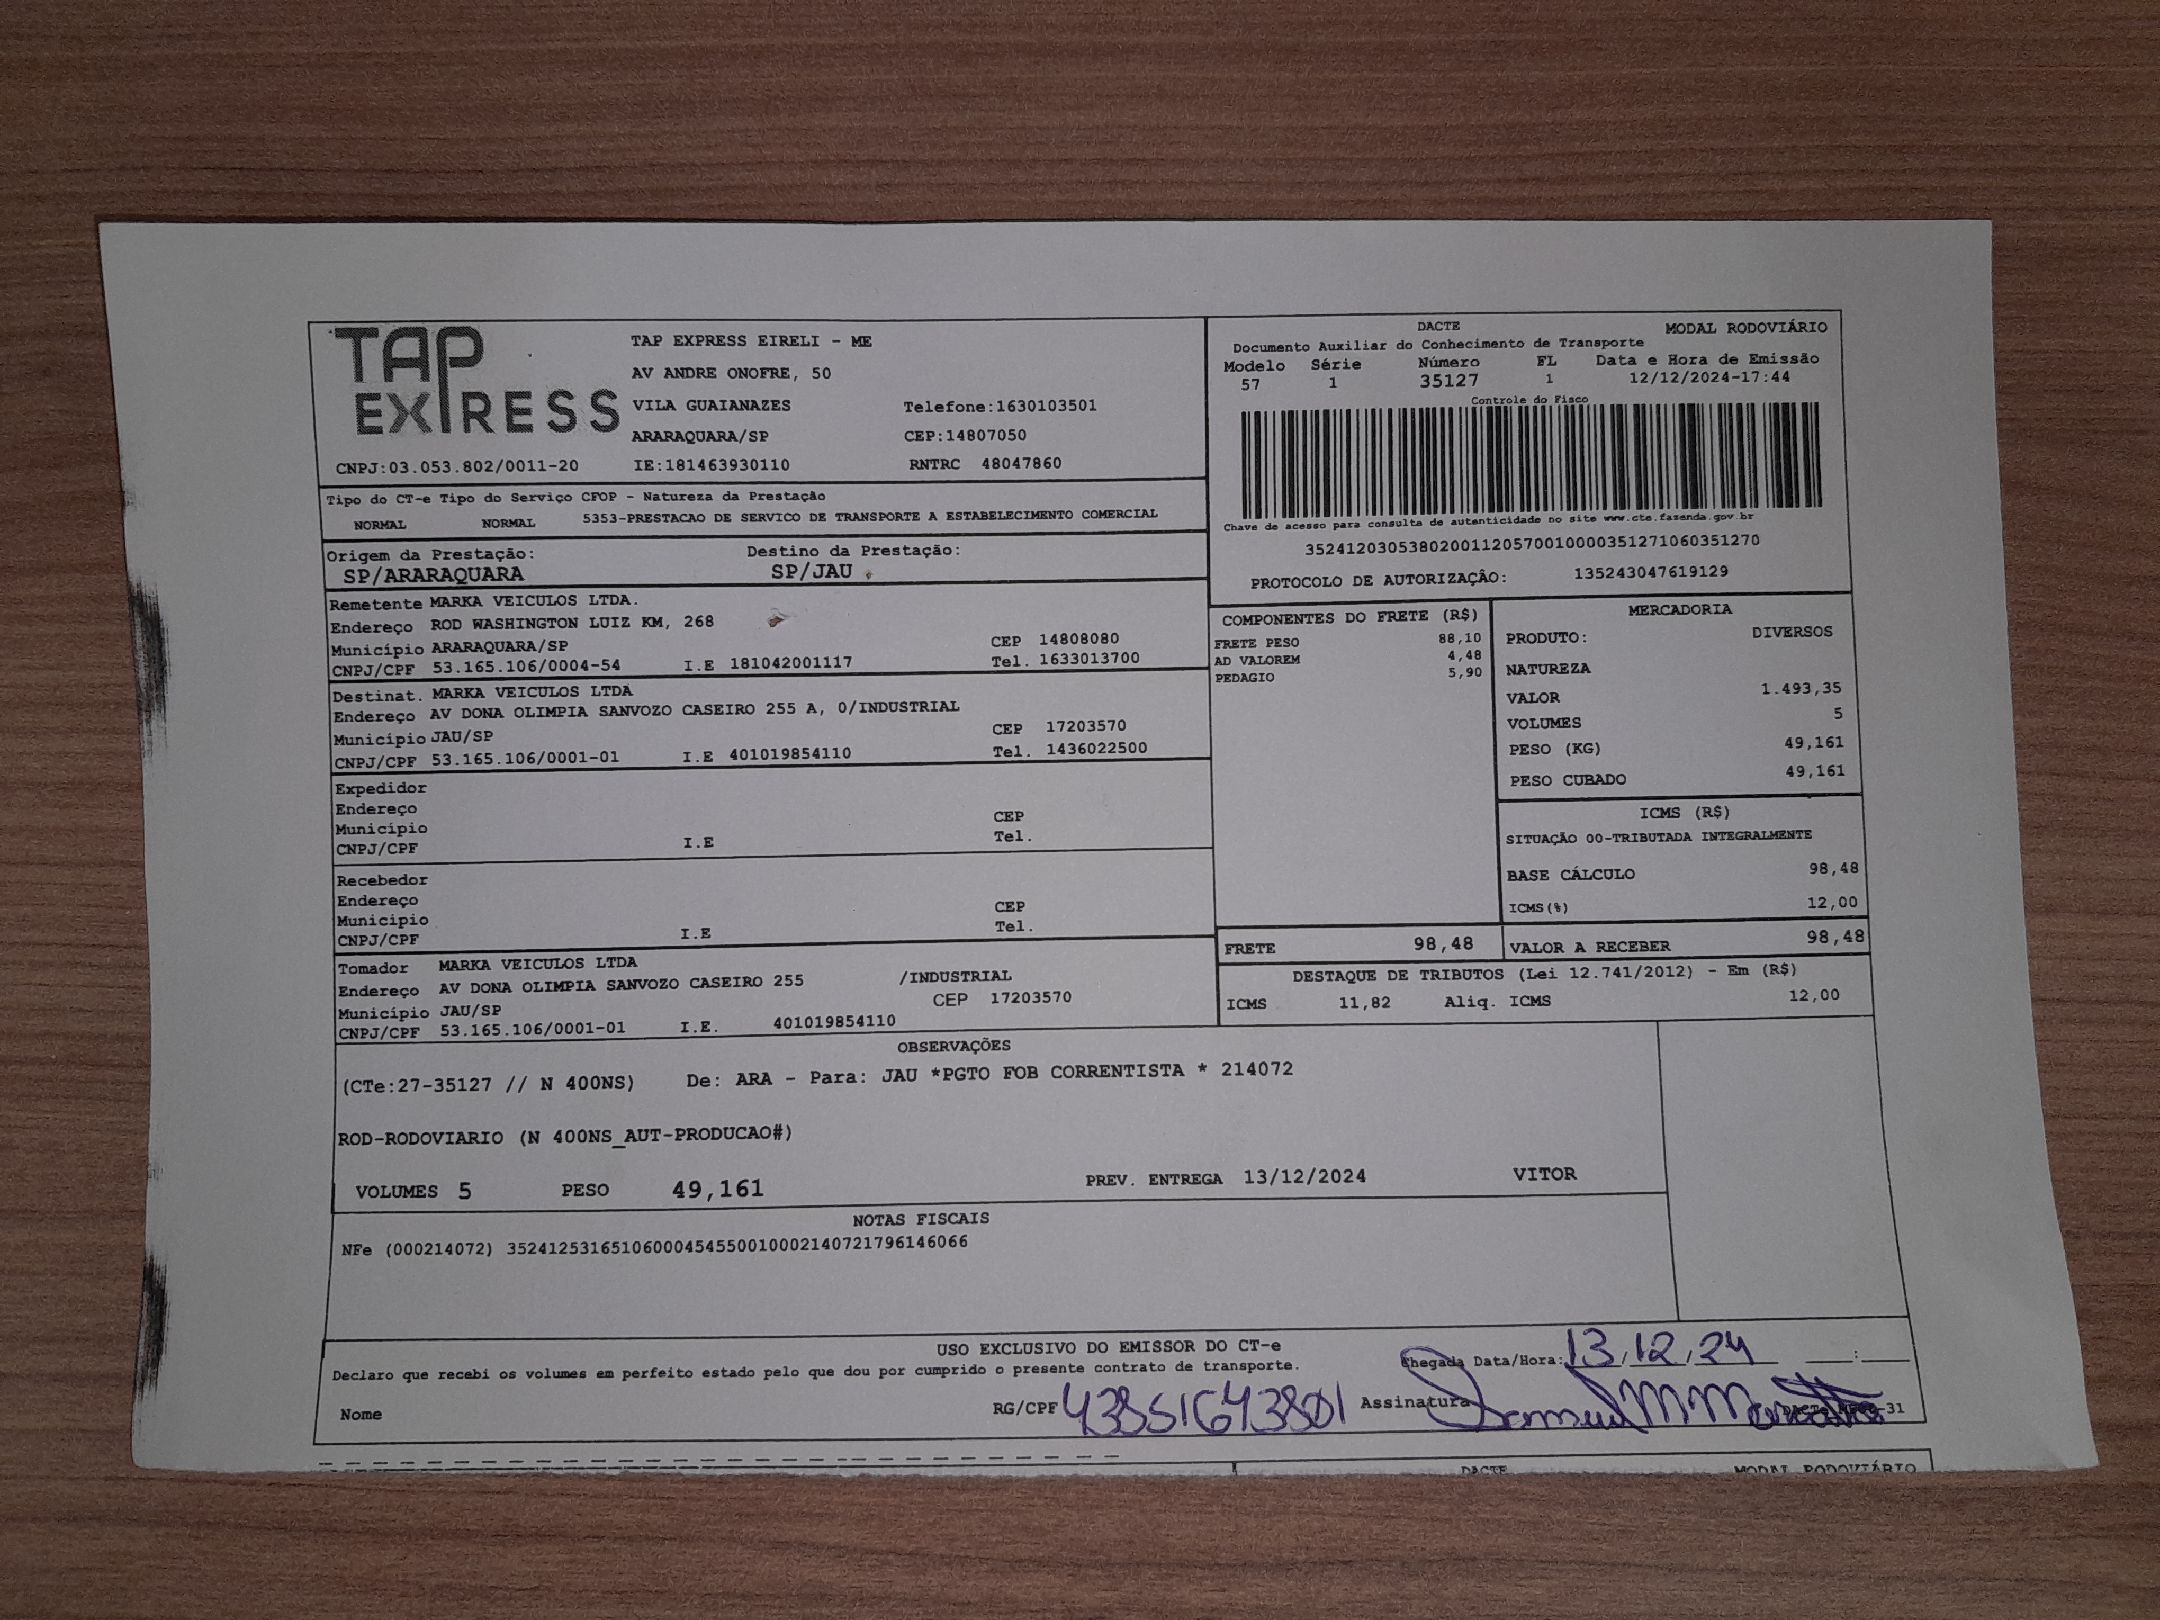 TAP
EXPRESS
TAP EXPRESS EIRELI - ME
AV ANDRE ONOFRE, 50
VILA GUAIANAZES Telefone:1630103501
ARARAQUARA/SP CEP:14807050
CNPJ:03.053.802/0011-20 IE:181463930110 RNTRC 48047860
DACTE MODAL RODOVIÁRIO
Documento Auxiliar do Conhecimento de Transporte
Modelo Série Número FL Data e Hora de Emissão
57 1 35127 1 12/12/2024-17:44
Controle do Fisco
Chave de acesso para consulta de autenticidade no site www.cte.fazenda.gov.br
35241203053802001120570010000351271060351270
PROTOCOLO DE AUTORIZAÇÃO: 135243047619129
Tipo do CT-e Tipo do Serviço CFOP - Natureza da Prestação
NORMAL NORMAL 5353-PRESTACAO DE SERVICO DE TRANSPORTE A ESTABELECIMENTO COMERCIAL
Origem da Prestação: Destino da Prestação:
SP/ARARAQUARA SP/JAU
Remetente MARKA VEICULOS LTDA.
Endereço ROD WASHINGTON LUIZ KM, 268
Município ARARAQUARA/SP CEP 14808080
CNPJ/CPF 53.165.106/0004-54 I.E 181042001117 Tel. 1633013700
Destinat. MARKA VEICULOS LTDA
Endereço AV DONA OLIMPIA SANVOZO CASEIRO 255 A, 0/INDUSTRIAL
Município JAU/SP CEP 17203570
CNPJ/CPF 53.165.106/0001-01 I.E 401019854110 Tel. 1436022500
Expedidor
Endereço
Município CEP
CNPJ/CPF I.E Tel.
Recebedor
Endereço
Município CEP
CNPJ/CPF I.E Tel.
Tomador MARKA VEICULOS LTDA
Endereço AV DONA OLIMPIA SANVOZO CASEIRO 255 /INDUSTRIAL
Município JAU/SP CEP 17203570
CNPJ/CPF 53.165.106/0001-01 I.E. 401019854110
COMPONENTES DO FRETE (R$)
FRETE PESO 88,10
AD VALOREM 4,48
PEDAGIO 5,90
MERCADORIA
PRODUTO: DIVERSOS
NATUREZA
VALOR 1.493,35
VOLUMES 5
PESO (KG) 49,161
PESO CUBADO 49,161
ICMS (R$)
SITUAÇÃO 00-TRIBUTADA INTEGRALMENTE
BASE CÁLCULO 98,48
ICMS(%) 12,00
FRETE 98,48 VALOR A RECEBER 98,48
DESTAQUE DE TRIBUTOS (Lei 12.741/2012) - Em (R$)
ICMS 11,82 Aliq. ICMS 12,00
OBSERVAÇÕES
(CTe:27-35127 // N 400NS) De: ARA - Para: JAU *PGTO FOB CORRENTISTA * 214072
ROD-RODOVIARIO (N 400NS_AUT-PRODUCAO#)
VOLUMES 5 PESO 49,161 PREV. ENTREGA 13/12/2024 VITOR
NOTAS FISCAIS
NFe (000214072) 35241253165106000454550010002140721796146066
USO EXCLUSIVO DO EMISSOR DO CT-e
Declaro que recebi os volumes em perfeito estado pelo que dou por cumprido o presente contrato de transporte.
Chegada Data/Hora: 13/12/24 :
Nome RG/CPF 43851643801 Assinatura
DACTE MODAL RODOVIÁRIO